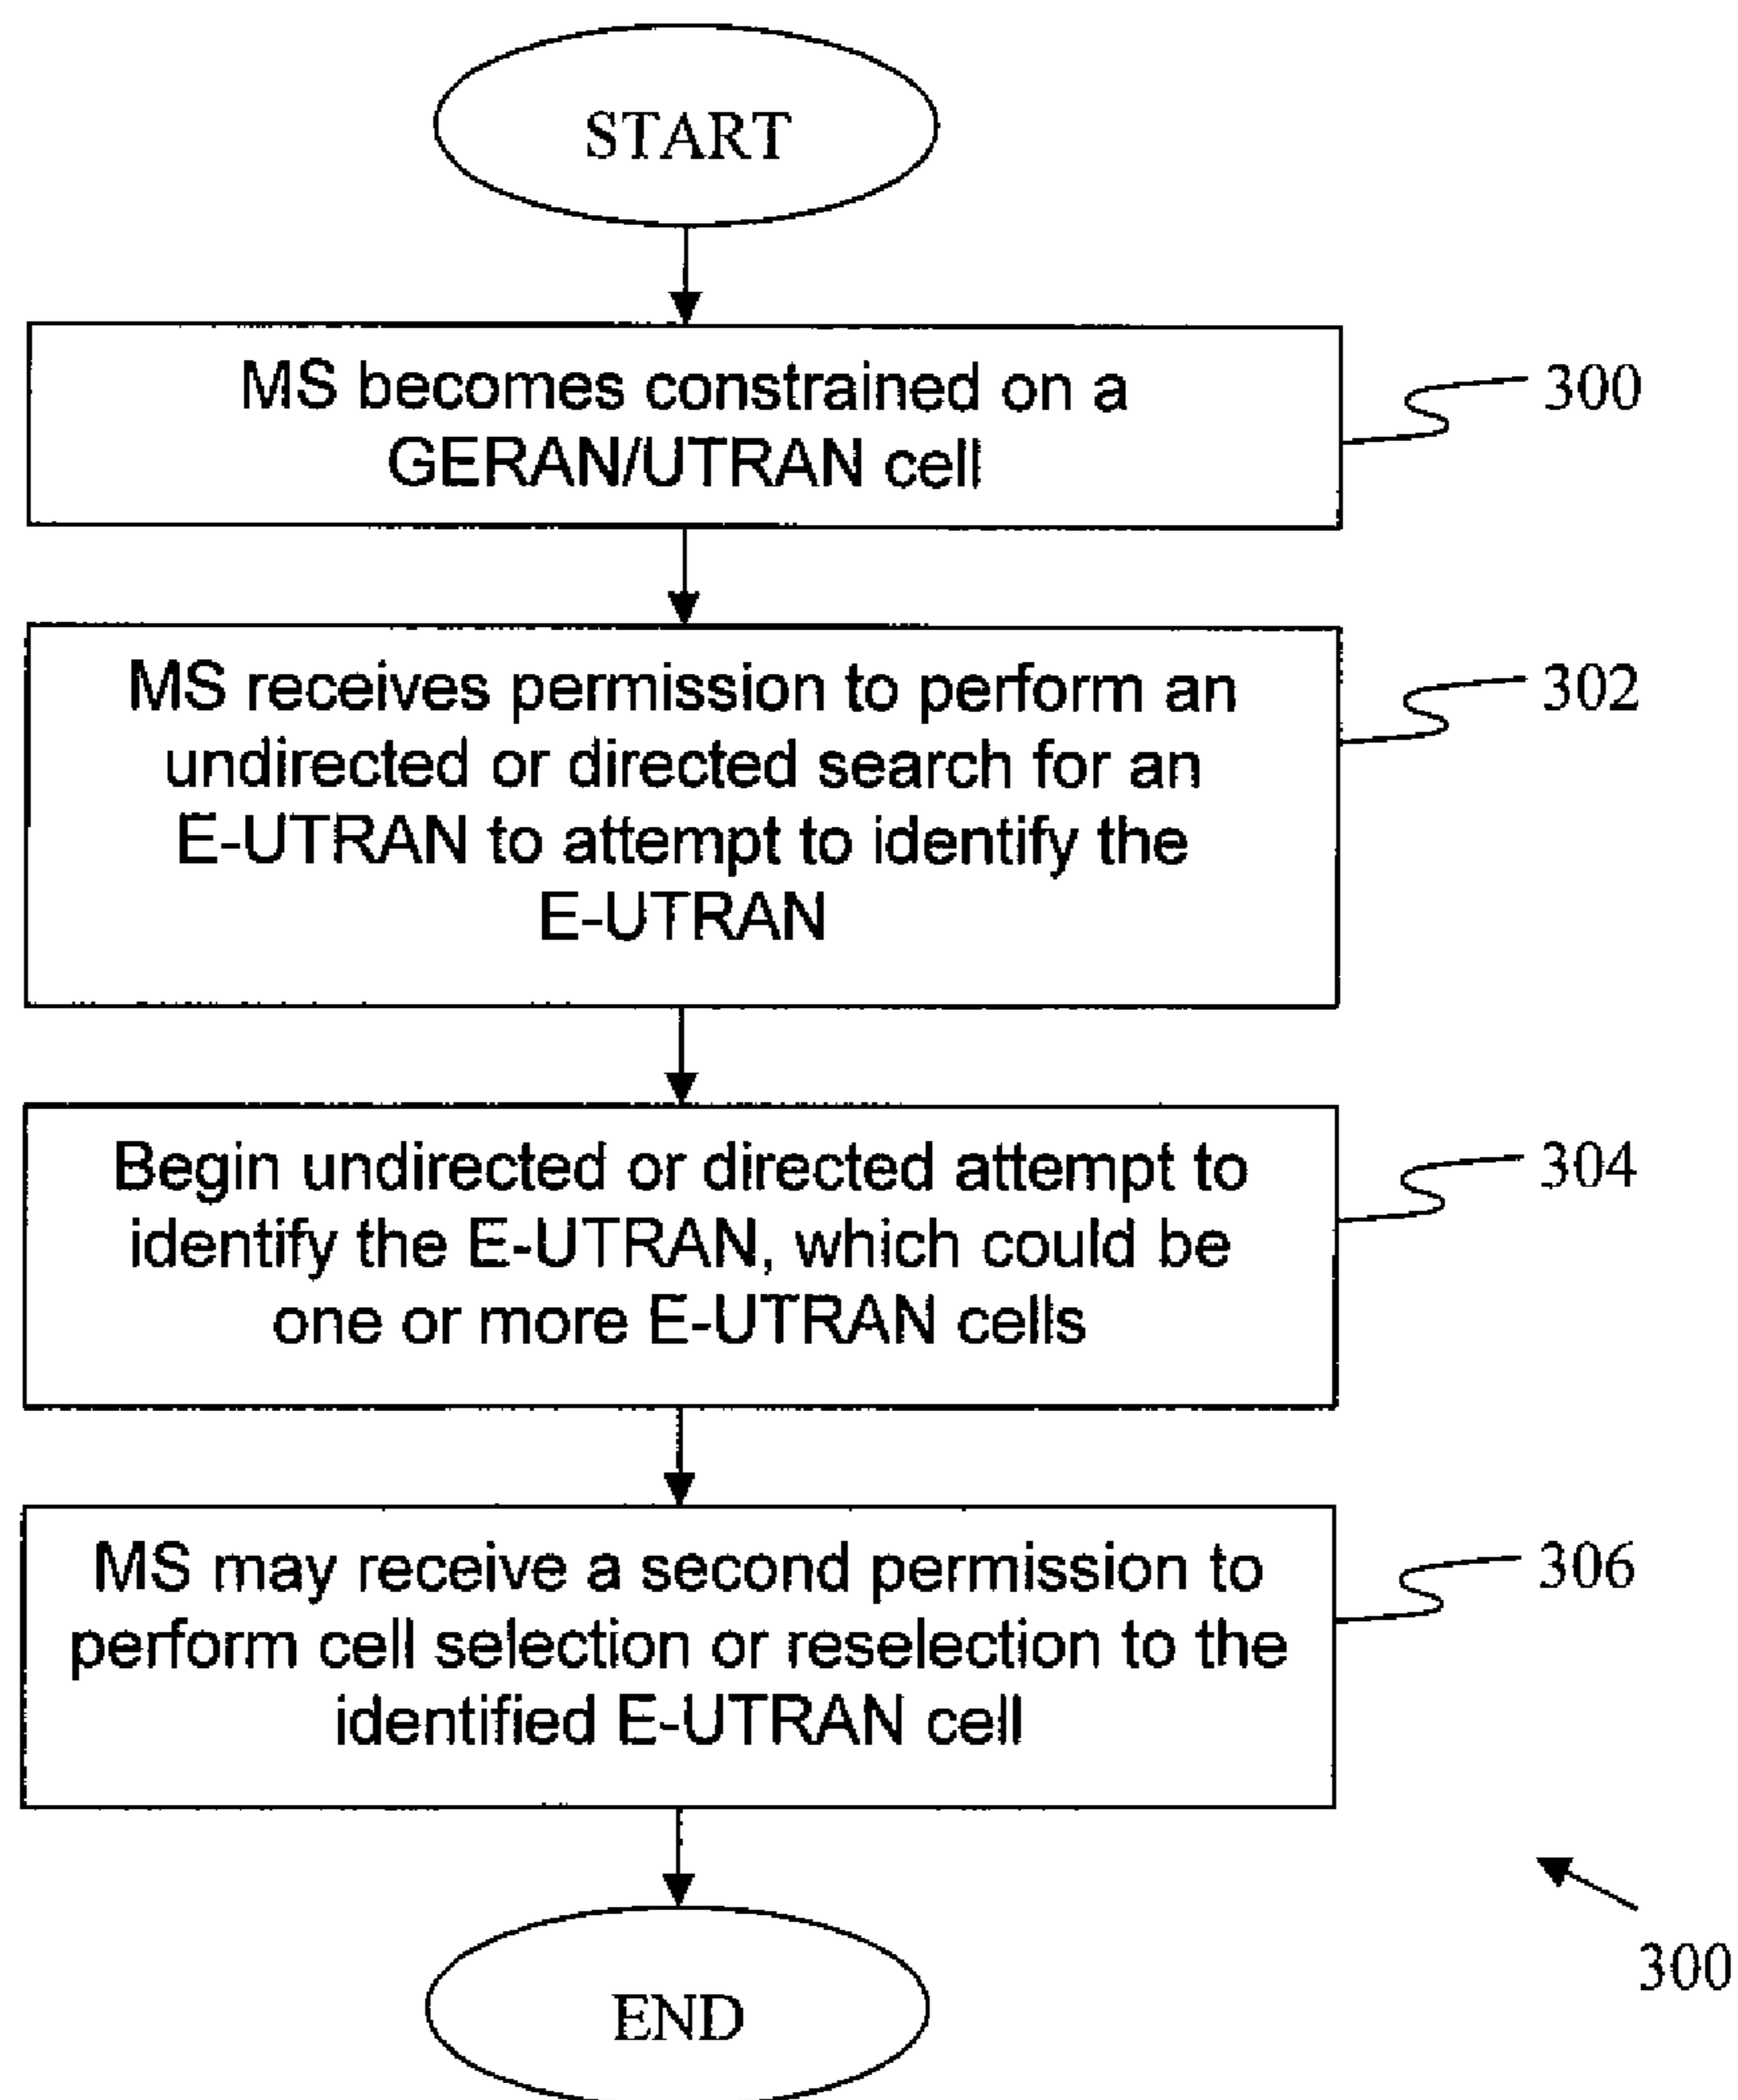 START
MS becomes constrained on a
GERAN/UTRAN cell
300
MS receives permission to perform an
undirected or directed search for an
E-UTRAN to attempt to identify the
E-UTRAN
302
Begin undirected or directed attempt to
identify the E-UTRAN, which could be
one or more E-UTRAN cells
304
MS may receive a second permission to
perform cell selection or reselection to the
identified E-UTRAN cell
306
300
END